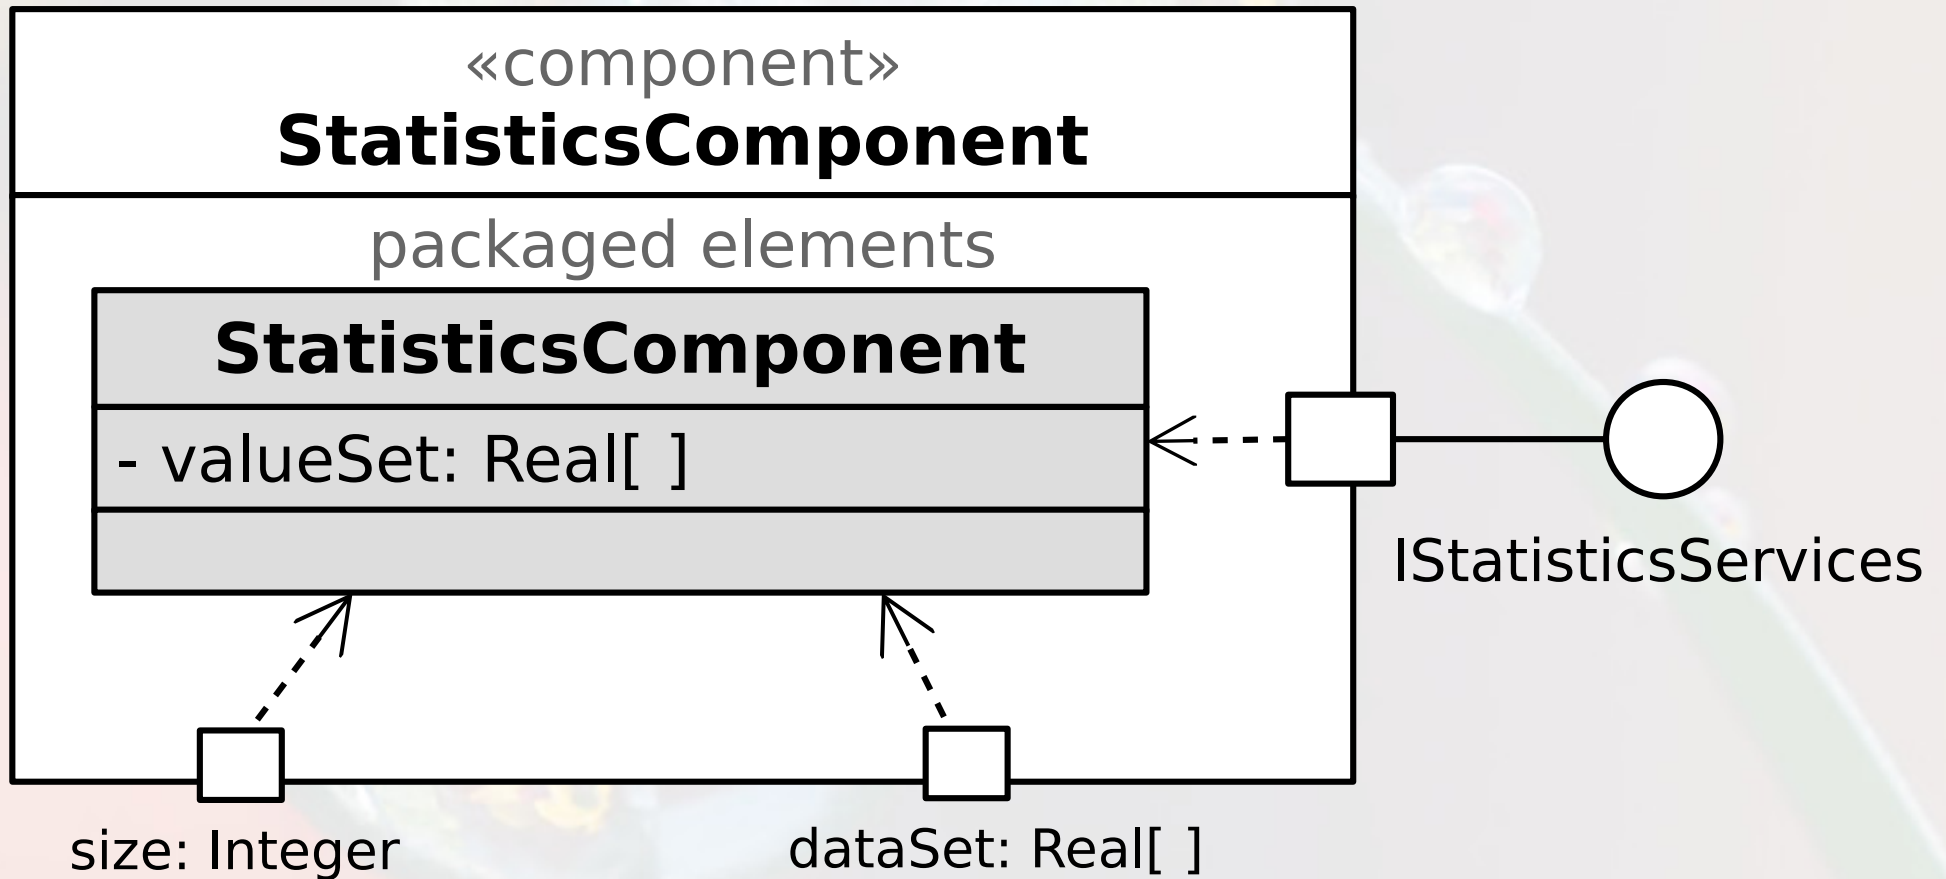 «component»
StatisticsComponent
packaged elements
StatisticsComponent
- valueSet: Real[ ]
IStatisticsServices
size: Integer
dataSet: Real[ ]